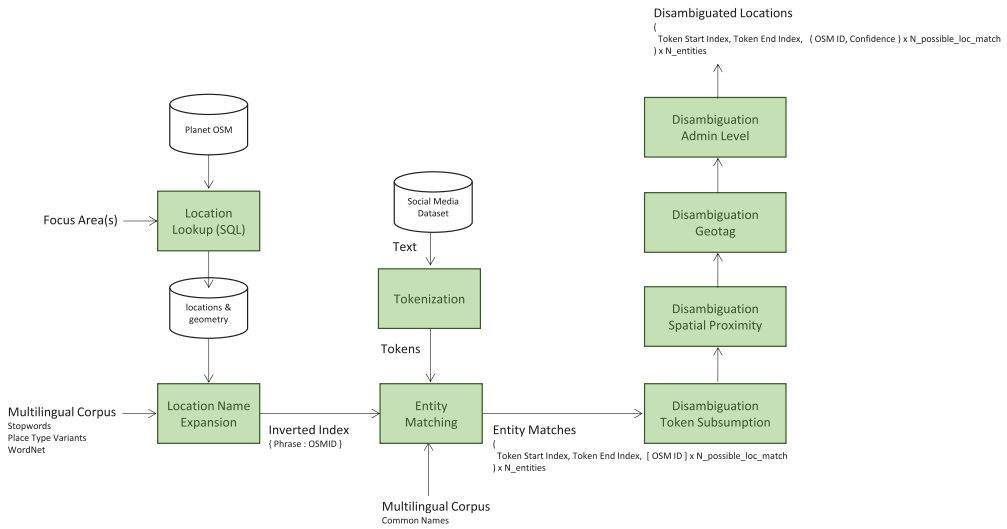 Disambiguated Locations
(
Token Start Index, Token End Index, ( OSM ID, Confidence ) x N_possible_loc_match
) x N_entities
Disambiguation
Admin Level
Planet OSM
Social Media
Dataset
Focus Area(s)
Location
Lookup (SQL)
Disambiguation
Geotag
Text
locations &
geometry
Tokenization
Disambiguation
Spatial Proximity
Tokens
Multilingual Corpus
Stopwords
Place Type Variants
WordNet
Location Name
Expansion
Inverted Index
{ Phrase : OSMID }
Entity
Matching
Entity Matches
(
Token Start Index, Token End Index, [ OSM ID ] x N_possible_loc_match
) x N_entities
Disambiguation
Token Subsumption
Multilingual Corpus
Common Names